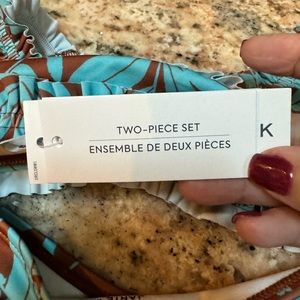 TWO-PIECE SET
ENSEMBLE DE DEUX PIÈCES
K